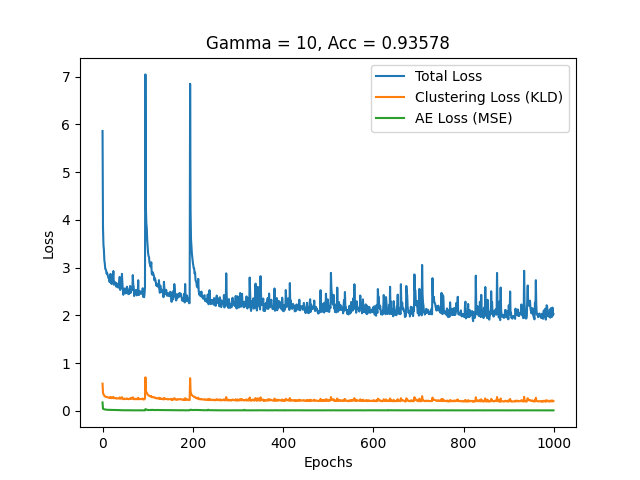 Gamma = 10, Acc = 0.93578
Total Loss
Clustering Loss (KLD)
AE Loss (MSE)
7
6
5
4
3
2
1
0
Loss
0 200 400 600 800 1000
Epochs